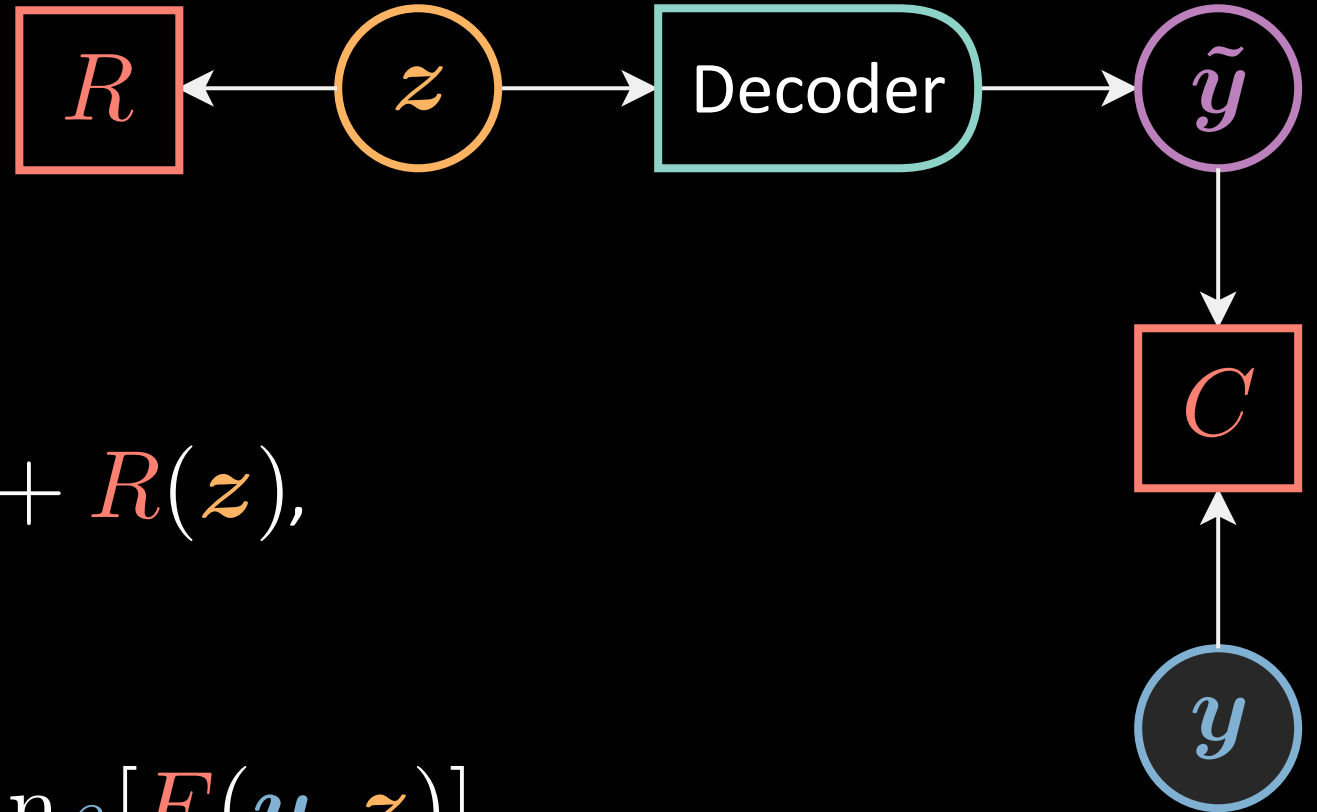 R z Decoder ỹ
C
+ R(z),
y
[E(y, z)]